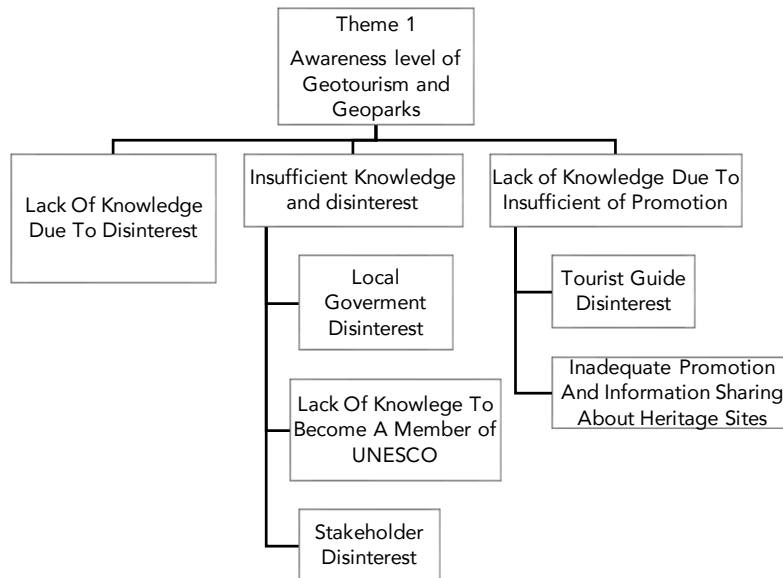 Theme 1
Awareness level of
Geotourism and
Geoparks
Lack Of Knowledge
Due To Disinterest
Insufficient Knowledge
and disinterest
Local
Goverment
Disinterest
Lack Of Knowlege To
Become A Member of
UNESCO
Stakeholder
Disinterest
Lack of Knowledge Due To
Insufficient of Promotion
Tourist Guide
Disinterest
Inadequate Promotion
And Information Sharing
About Heritage Sites